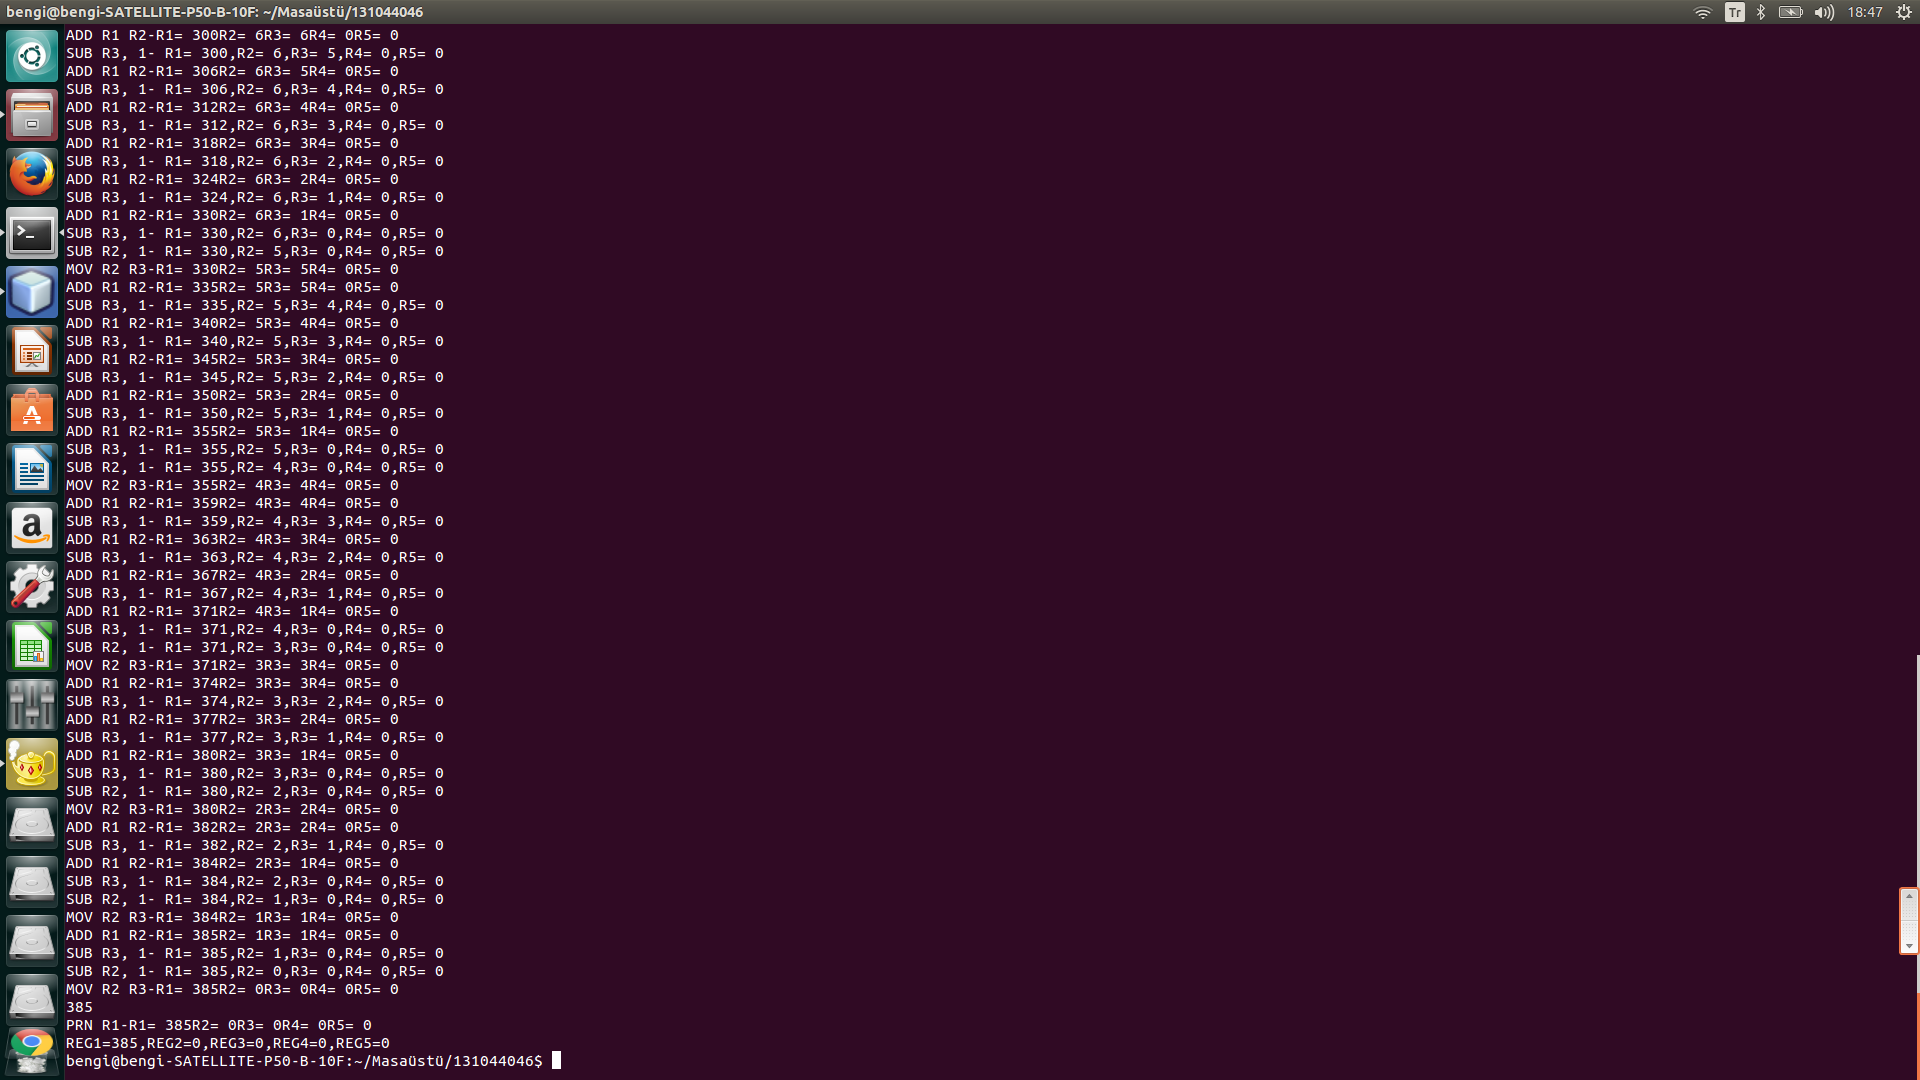 bengi@bengi-SATELLITE-P50-B-10F: ~/Masaüstü/131044046
Tr
18:47
ADD R1 R2-R1= 300R2= 6R3= 6R4= 0R5= 0
SUB R3, 1- R1= 300,R2= 6,R3= 5,R4= 0,R5= 0
ADD R1 R2-R1= 306R2= 6R3= 5R4= 0R5= 0
SUB R3, 1- R1= 306,R2= 6,R3= 4,R4= 0,R5= 0
ADD R1 R2-R1= 312R2= 6R3= 4R4= 0R5= 0
SUB R3, 1- R1= 312,R2= 6,R3= 3,R4= 0,R5= 0
ADD R1 R2-R1= 318R2= 6R3= 3R4= 0R5= 0
SUB R3, 1- R1= 318,R2= 6,R3= 2,R4= 0,R5= 0
ADD R1 R2-R1= 324R2= 6R3= 2R4= 0R5= 0
SUB R3, 1- R1= 324,R2= 6,R3= 1,R4= 0,R5= 0
ADD R1 R2-R1= 330R2= 6R3= 1R4= 0R5= 0
SUB R3, 1- R1= 330,R2= 6,R3= 0,R4= 0,R5= 0
SUB R2, 1- R1= 330,R2= 5,R3= 0,R4= 0,R5= 0
MOV R2 R3-R1= 330R2= 5R3= 5R4= 0R5= 0
ADD R1 R2-R1= 335R2= 5R3= 5R4= 0R5= 0
SUB R3, 1- R1= 335,R2= 5,R3= 4,R4= 0,R5= 0
ADD R1 R2-R1= 340R2= 5R3= 4R4= 0R5= 0
SUB R3, 1- R1= 340,R2= 5,R3= 3,R4= 0,R5= 0
ADD R1 R2-R1= 345R2= 5R3= 3R4= 0R5= 0
SUB R3, 1- R1= 345,R2= 5,R3= 2,R4= 0,R5= 0
ADD R1 R2-R1= 350R2= 5R3= 2R4= 0R5= 0
SUB R3, 1- R1= 350,R2= 5,R3= 1,R4= 0,R5= 0
ADD R1 R2-R1= 355R2= 5R3= 1R4= 0R5= 0
SUB R3, 1- R1= 355,R2= 5,R3= 0,R4= 0,R5= 0
SUB R2, 1- R1= 355,R2= 4,R3= 0,R4= 0,R5= 0
MOV R2 R3-R1= 355R2= 4R3= 4R4= 0R5= 0
ADD R1 R2-R1= 359R2= 4R3= 4R4= 0R5= 0
SUB R3, 1- R1= 359,R2= 4,R3= 3,R4= 0,R5= 0
ADD R1 R2-R1= 363R2= 4R3= 3R4= 0R5= 0
SUB R3, 1- R1= 363,R2= 4,R3= 2,R4= 0,R5= 0
ADD R1 R2-R1= 367R2= 4R3= 2R4= 0R5= 0
SUB R3, 1- R1= 367,R2= 4,R3= 1,R4= 0,R5= 0
ADD R1 R2-R1= 371R2= 4R3= 1R4= 0R5= 0
SUB R3, 1- R1= 371,R2= 4,R3= 0,R4= 0,R5= 0
SUB R2, 1- R1= 371,R2= 3,R3= 0,R4= 0,R5= 0
MOV R2 R3-R1= 371R2= 3R3= 3R4= 0R5= 0
ADD R1 R2-R1= 374R2= 3R3= 3R4= 0R5= 0
SUB R3, 1- R1= 374,R2= 3,R3= 2,R4= 0,R5= 0
ADD R1 R2-R1= 377R2= 3R3= 2R4= 0R5= 0
SUB R3, 1- R1= 377,R2= 3,R3= 1,R4= 0,R5= 0
ADD R1 R2-R1= 380R2= 3R3= 1R4= 0R5= 0
SUB R3, 1- R1= 380,R2= 3,R3= 0,R4= 0,R5= 0
SUB R2, 1- R1= 380,R2= 2,R3= 0,R4= 0,R5= 0
MOV R2 R3-R1= 380R2= 2R3= 2R4= 0R5= 0
ADD R1 R2-R1= 382R2= 2R3= 2R4= 0R5= 0
SUB R3, 1- R1= 382,R2= 2,R3= 1,R4= 0,R5= 0
ADD R1 R2-R1= 384R2= 2R3= 1R4= 0R5= 0
SUB R3, 1- R1= 384,R2= 2,R3= 0,R4= 0,R5= 0
SUB R2, 1- R1= 384,R2= 1,R3= 0,R4= 0,R5= 0
MOV R2 R3-R1= 384R2= 1R3= 1R4= 0R5= 0
ADD R1 R2-R1= 385R2= 1R3= 1R4= 0R5= 0
SUB R3, 1- R1= 385,R2= 1,R3= 0,R4= 0,R5= 0
SUB R2, 1- R1= 385,R2= 0,R3= 0,R4= 0,R5= 0
MOV R2 R3-R1= 385R2= 0R3= 0R4= 0R5= 0
385
PRN R1-R1= 385R2= 0R3= 0R4= 0R5= 0
REG1=385,REG2=0,REG3=0,REG4=0,REG5=0
bengi@bengi-SATELLITE-P50-B-10F:~/Masaüstü/131044046$